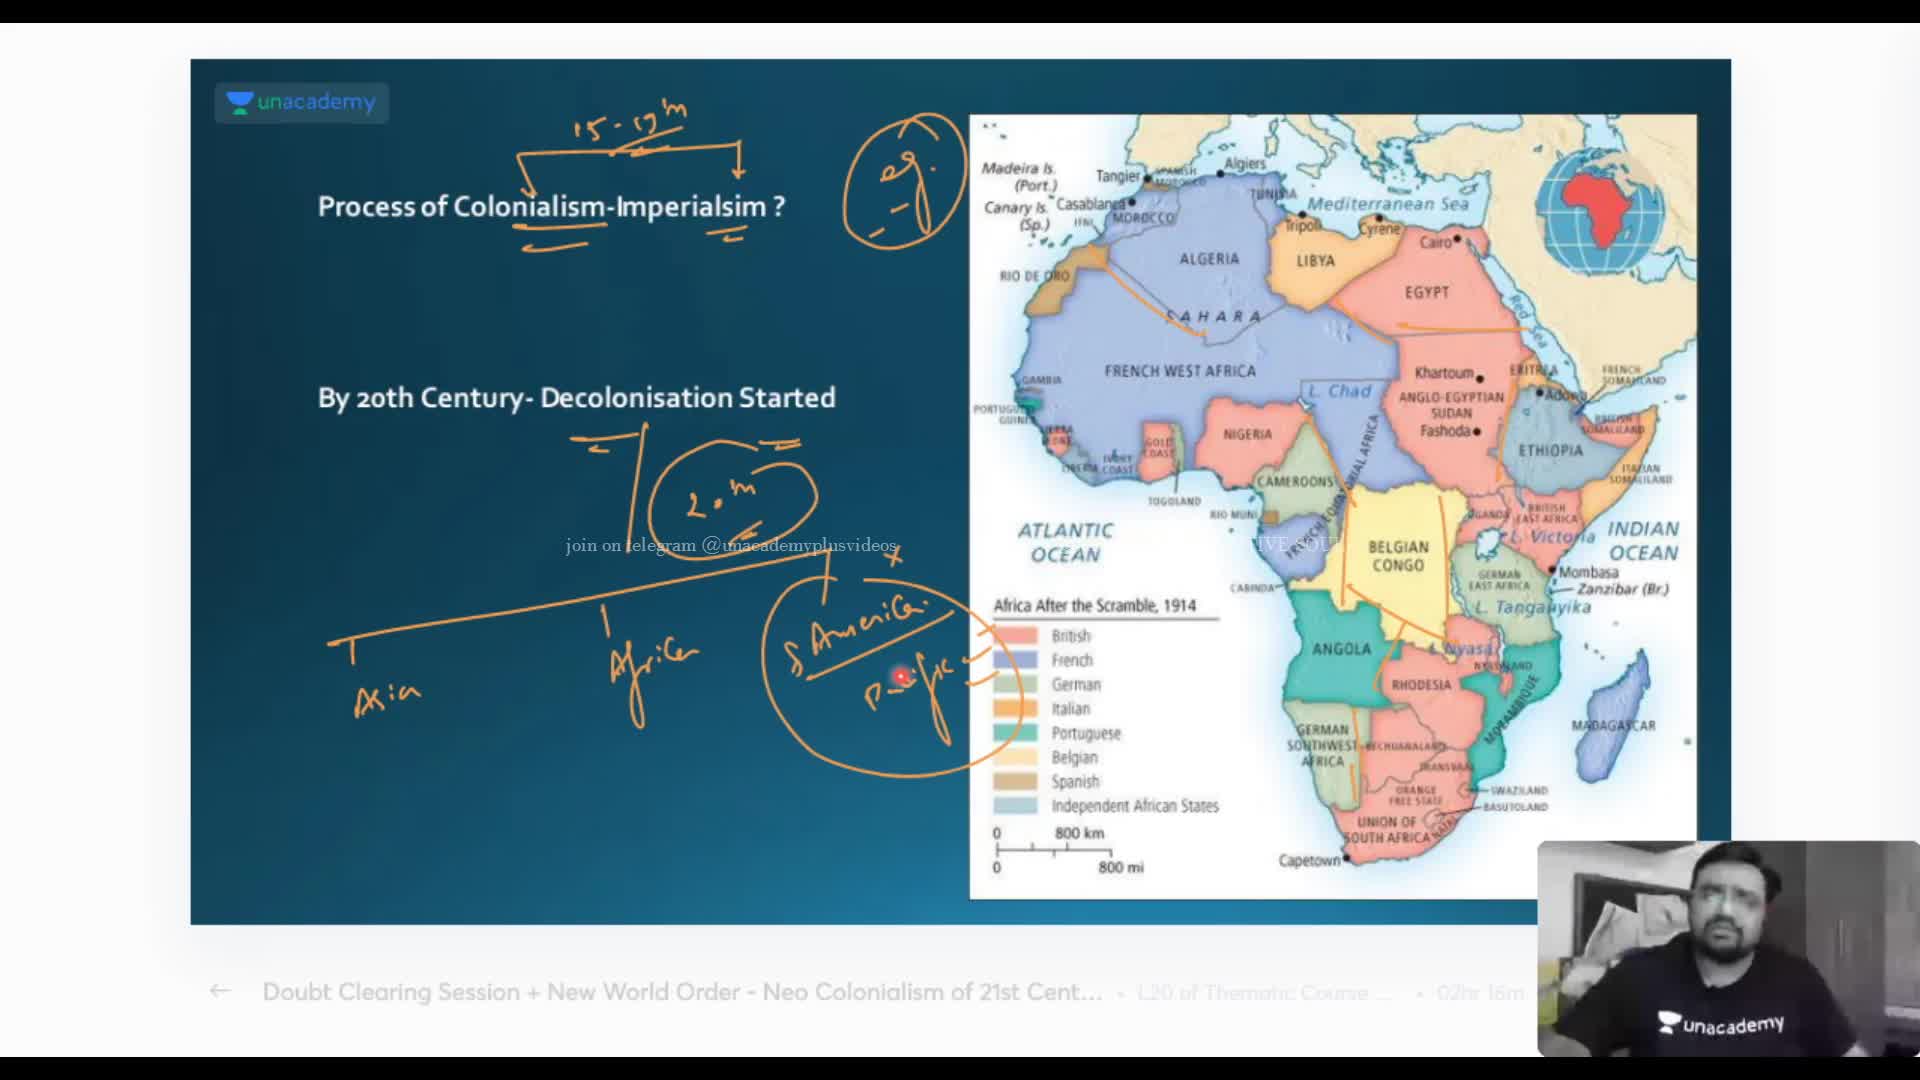 unacademy
15-19th
eg.
Process of Colonialism-Imperialsim ?
By 20th Century- Decolonisation Started
20th
join on telegram @unacademyplusvideos
Asia
Africa
S America
Pacific
Madeira Is.
(Port.)
Canary Is.
(Sp.)
Tangier
SPANISH
MOROCCO
Algiers
Casablanca
IFNI
MOROCCO
TUNISIA
Mediterranean Sea
Tripoli
Cyrene
Cairo
RIO DE ORO
ALGERIA
LIBYA
EGYPT
Red Sea
SAHARA
FRENCH WEST AFRICA
L. Chad
Khartoum
ERITREA
FRENCH
SOMALILAND
Adowa
ANGLO-EGYPTIAN
SUDAN
Fashoda
BRITISH
SOMALILAND
ETHIOPIA
ITALIAN
SOMALILAND
GAMBIA
PORTUGUESE
GUINEA
SIERRA
LEONE
LIBERIA
IVORY
COAST
GOLD
COAST
TOGOLAND
NIGERIA
CAMEROONS
RIO MUNI
FRENCH EQUATORIAL AFRICA
ATLANTIC
OCEAN
BELGIAN
CONGO
UGANDA
BRITISH
EAST AFRICA
L. Victoria
INDIAN
OCEAN
GERMAN
EAST AFRICA
Mombasa
Zanzibar (Br.)
L. Tanganyika
CABINDA
ANGOLA
L. Nyasa
NYASALAND
RHODESIA
MOZAMBIQUE
MADAGASCAR
GERMAN
SOUTHWEST
AFRICA
BECHUANALAND
TRANSVAAL
ORANGE
FREE STATE
SWAZILAND
BASUTOLAND
NATAL
UNION OF
SOUTH AFRICA
Capetown
Africa After the Scramble, 1914
British
French
German
Italian
Portuguese
Belgian
Spanish
Independent African States
0 800 km
0 800 mi
Doubt Clearing Session + New World Order - Neo Colonialism of 21st Cent... • L20 of Thematic Course ... • 02hr 16m
unacademy